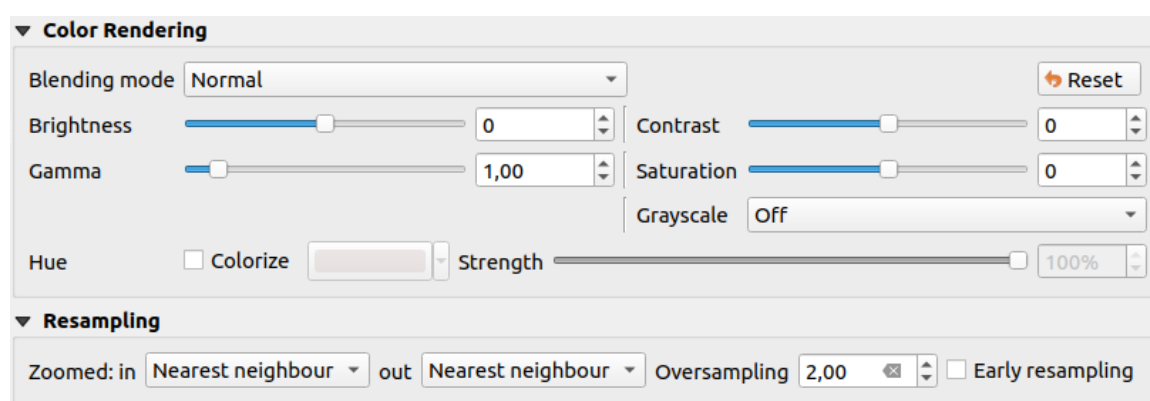 Color Rendering
Blending mode Normal Reset
Brightness 0 Contrast 0
Gamma 1,00 Saturation 0
Grayscale Off
Hue Colorize Strength 100%
Resampling
Zoomed: in Nearest neighbour out Nearest neighbour Oversampling 2,00 Early resampling